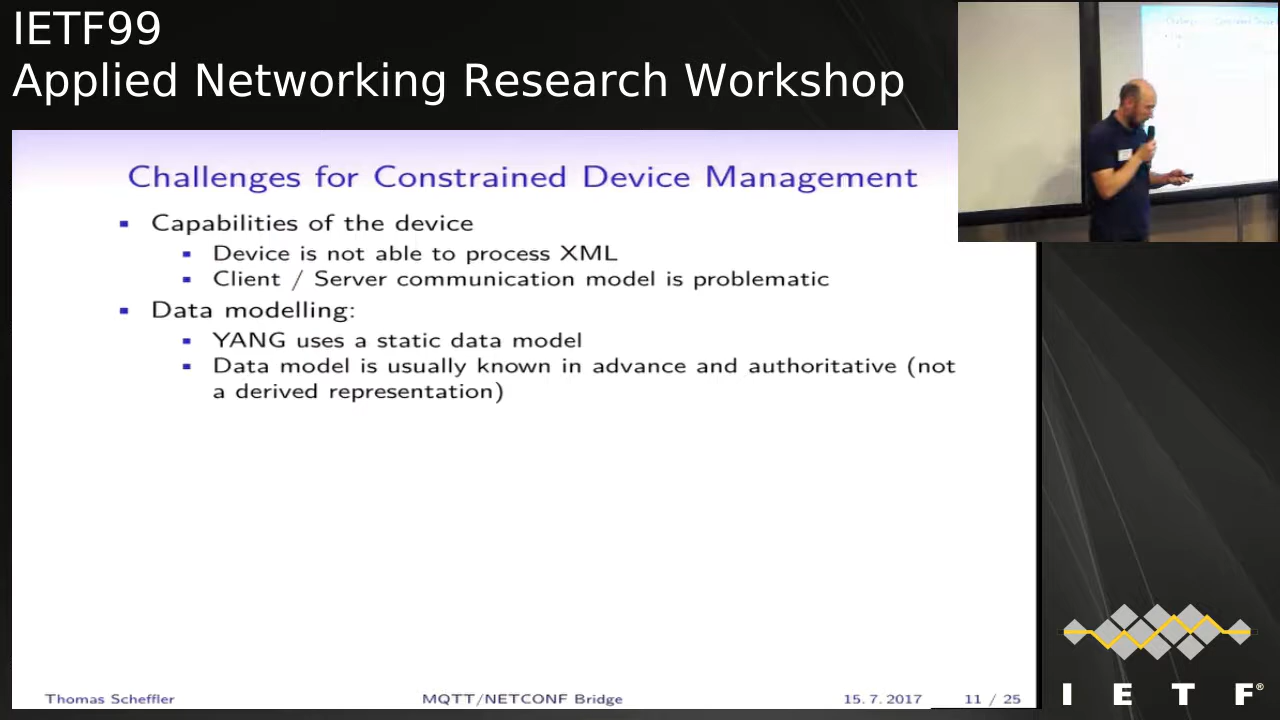 IETF99
Applied Networking Research Workshop
Challenges for Constrained Device Management
Capabilities of the device
Device is not able to process XML
Client / Server communication model is problematic
Data modelling:
YANG uses a static data model
Data model is usually known in advance and authoritative (not
a derived representation)
Thomas Scheffler
MQTT/NETCONF Bridge
15. 7. 2017
11 / 25
I E T F®